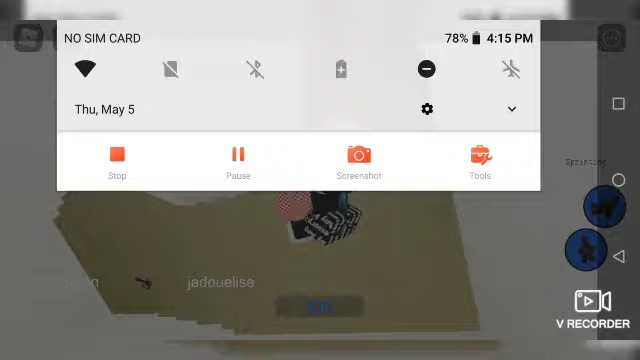 NO SIM CARD
78%
4:15 PM
Thu, May 5
Stop
Pause
Screenshot
Tools
Sprinting
jadouelise
V RECORDER